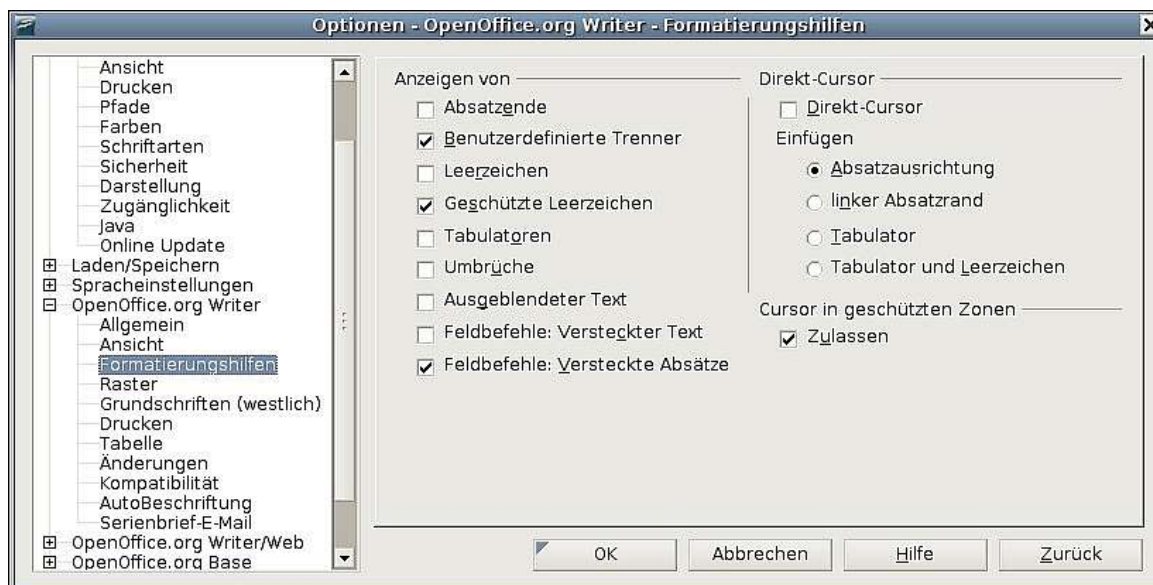 Optionen - OpenOffice.org Writer - Formatierungshilfen
Ansicht
Drucken
Pfade
Farben
Schriftarten
Sicherheit
Darstellung
Zugänglichkeit
Java
Online Update
Laden/Speichern
Spracheinstellungen
OpenOffice.org Writer
Allgemein
Ansicht
Formatierungshilfen
Raster
Grundschriften (westlich)
Drucken
Tabelle
Änderungen
Kompatibilität
AutoBeschriftung
Serienbrief-E-Mail
OpenOffice.org Writer/Web
OpenOffice.org Base
Anzeigen von
Absatzende
Benutzerdefinierte Trenner
Leerzeichen
Geschützte Leerzeichen
Tabulatoren
Umbrüche
Ausgeblendeter Text
Feldbefehle: Versteckter Text
Feldbefehle: Versteckte Absätze
Direkt-Cursor
Direkt-Cursor
Einfügen
Absatzausrichtung
linker Absatzrand
Tabulator
Tabulator und Leerzeichen
Cursor in geschützten Zonen
Zulassen
OK
Abbrechen
Hilfe
Zurück